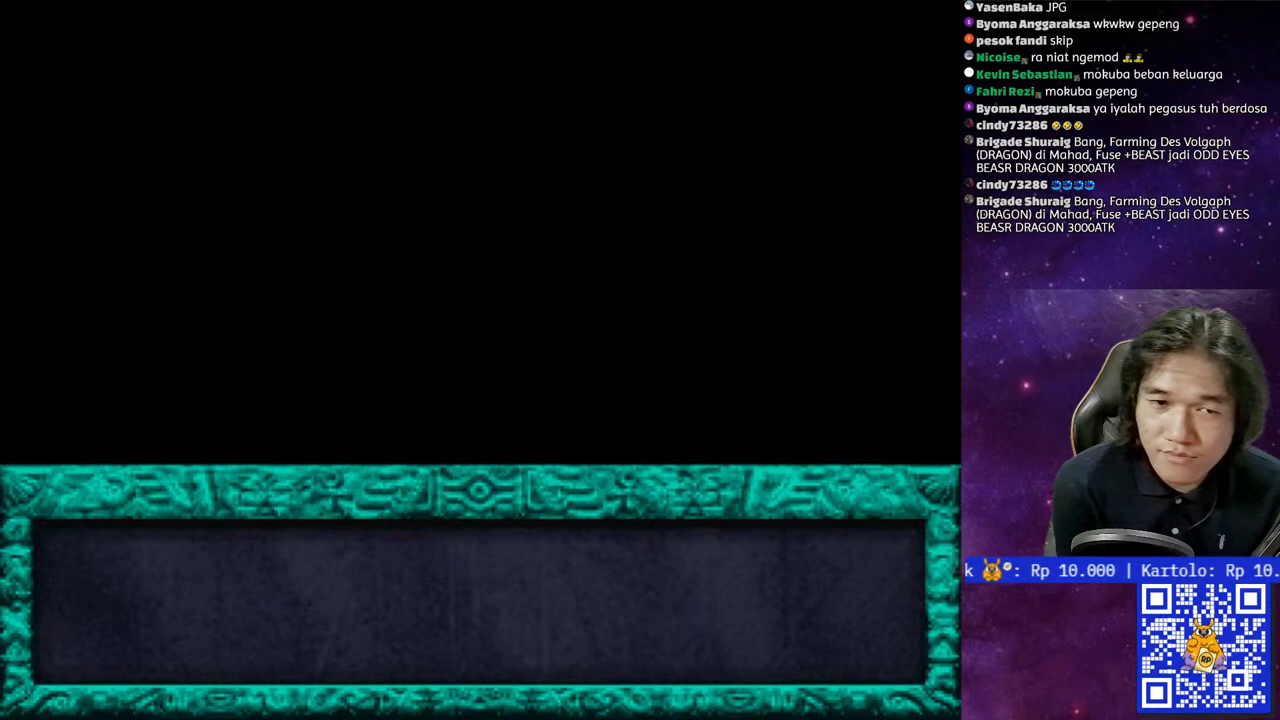 YasenBaka JPG
Byoma Anggaraksa wkwkw gepeng
pesok fandi skip
Nicoise ra niat ngemod
Kevin Sebastian mokuba beban keluarga
Fahri Rezi mokuba gepeng
Byoma Anggaraksa ya iyalah pegasus tuh berdosa
cindy73286 🤣🤣🤣
Brigade Shuraig Bang, Farming Des Volgaph
(DRAGON) di Mahad, Fuse +BEAST jadi ODD EYES
BEASR DRAGON 3000ATK
cindy73286
Brigade Shuraig Bang, Farming Des Volgaph
(DRAGON) di Mahad, Fuse +BEAST jadi ODD EYES
BEASR DRAGON 3000ATK
k : Rp 10.000 | Kartolo: Rp 10.
RP